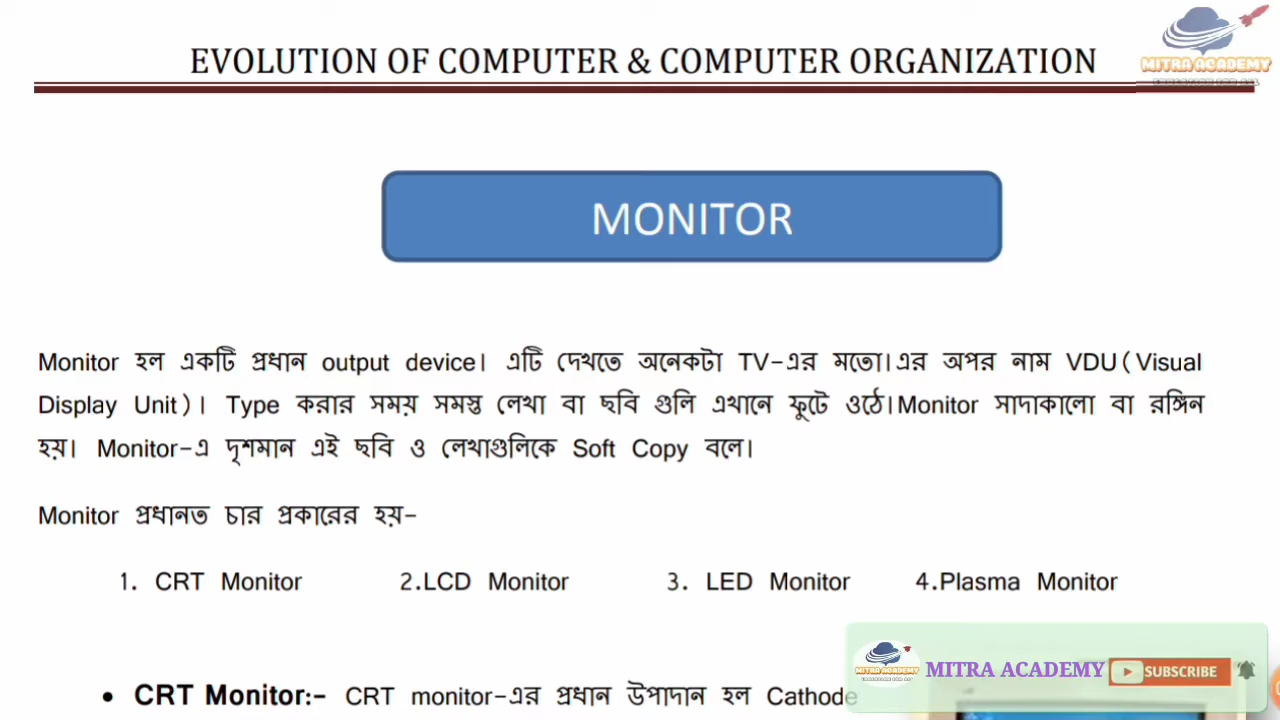 MITRA ACADEMY
EVOLUTION OF COMPUTER & COMPUTER ORGANIZATION
MONITOR
Monitor হল একটি প্রধান output device। এটি দেখতে অনেকটা TV-এর মতো।এর অপর নাম VDU(Visual
Display Unit)। Type করার সময় সমস্ত লেখা বা ছবি গুলি এখানে ফুটে ওঠে।Monitor সাদাকালো বা রঙ্গিন
হয়। Monitor-এ দৃশমান এই ছবি ও লেখাগুলিকে Soft Copy বলে।
Monitor প্রধানত চার প্রকারের হয়-
1. CRT Monitor 2.LCD Monitor 3. LED Monitor 4.Plasma Monitor
MITRA ACADEMY SUBSCRIBE
• CRT Monitor:- CRT monitor-এর প্রধান উপাদান হল Cathode